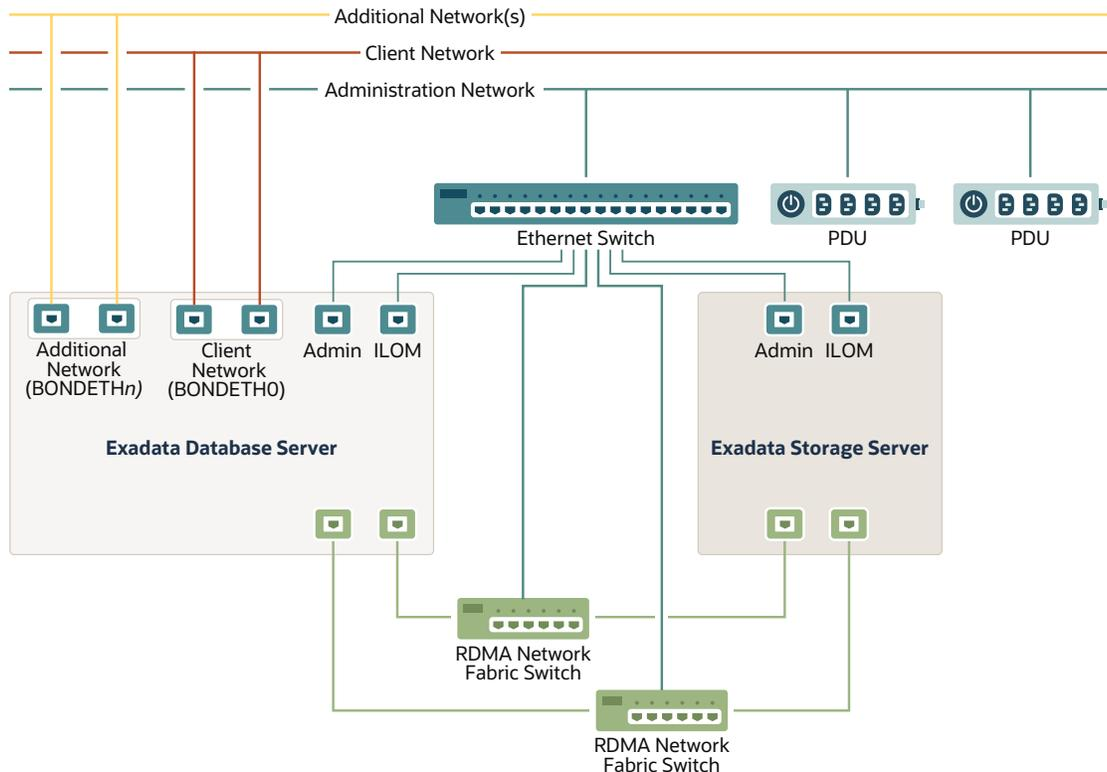 Additional Network(s)
Client Network
Administration Network
Ethernet Switch
PDU
PDU
Additional
Network
(BONDETHn)
Client
Network
(BONDETH0)
Admin
ILOM
Admin
ILOM
Exadata Database Server
Exadata Storage Server
RDMA Network
Fabric Switch
RDMA Network
Fabric Switch